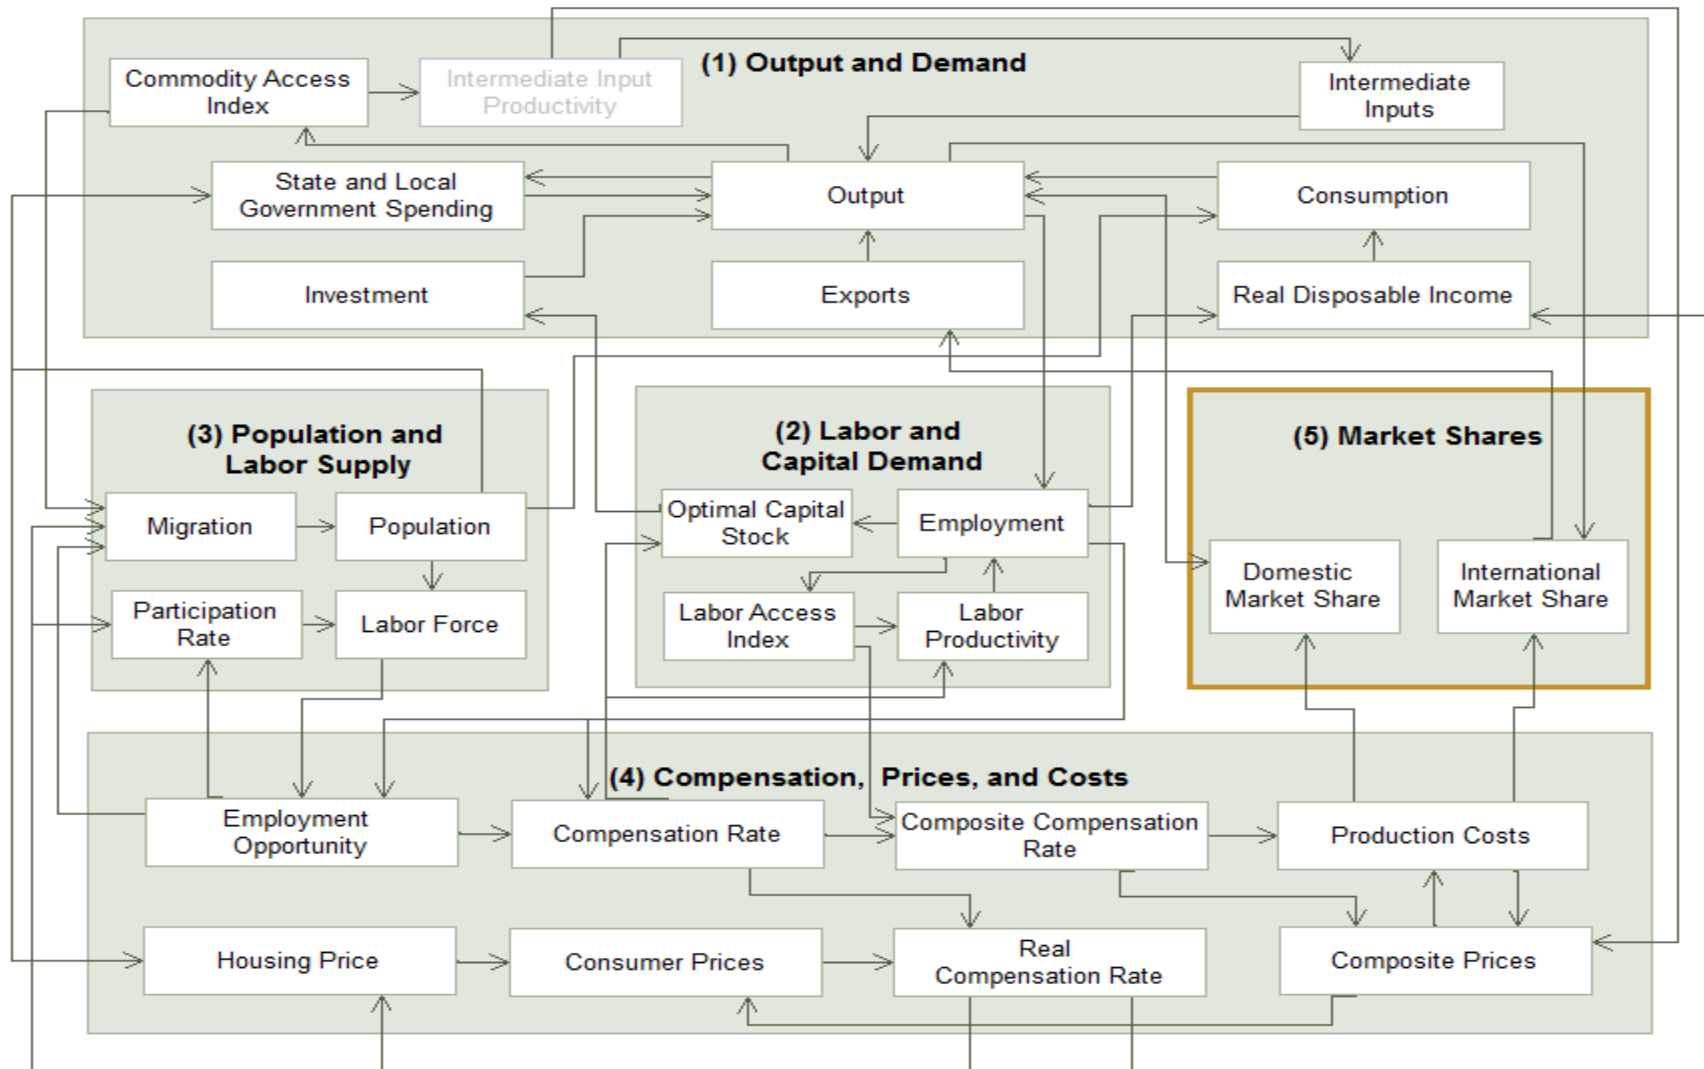 (1) Output and Demand
Commodity Access
Index
Intermediate Input
Productivity
Intermediate
Inputs
State and Local
Government Spending
Output
Consumption
Investment
Exports
Real Disposable Income
(3) Population and
Labor Supply
Migration
Population
Participation
Rate
Labor Force
(2) Labor and
Capital Demand
Optimal Capital
Stock
Employment
Labor Access
Index
Labor
Productivity
(5) Market Shares
Domestic
Market Share
International
Market Share
(4) Compensation, Prices, and Costs
Employment
Opportunity
Compensation Rate
Composite Compensation
Rate
Production Costs
Housing Price
Consumer Prices
Real
Compensation Rate
Composite Prices